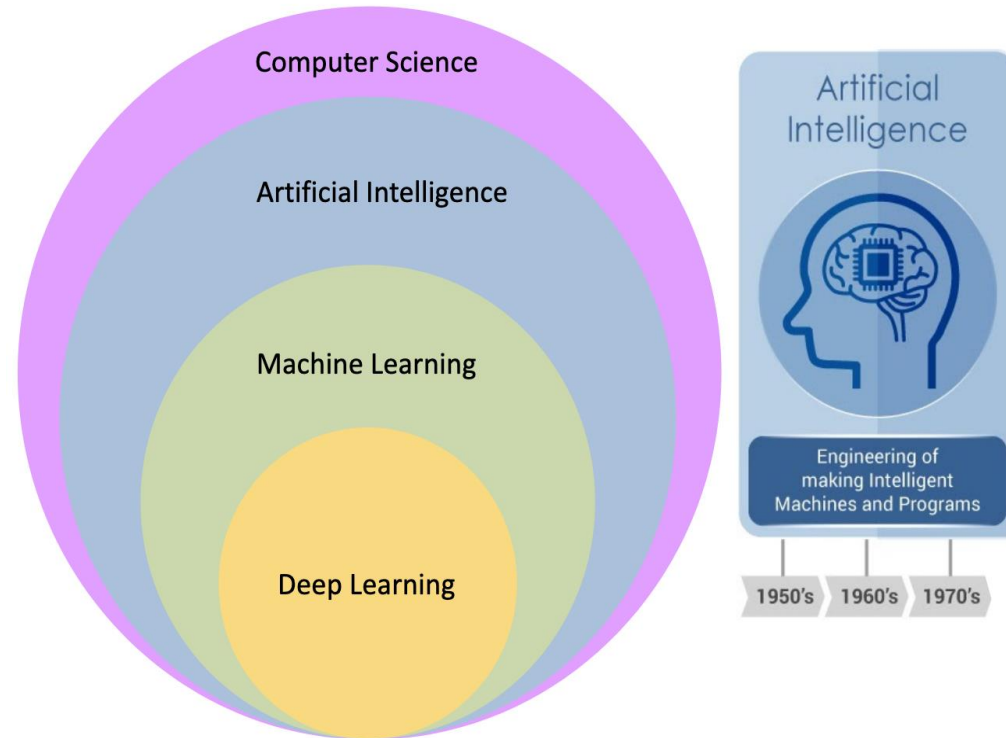 Computer Science
Artificial Intelligence
Machine Learning
Deep Learning
Artificial
Intelligence
Engineering of
making Intelligent
Machines and Programs
1950's 1960's 1970's